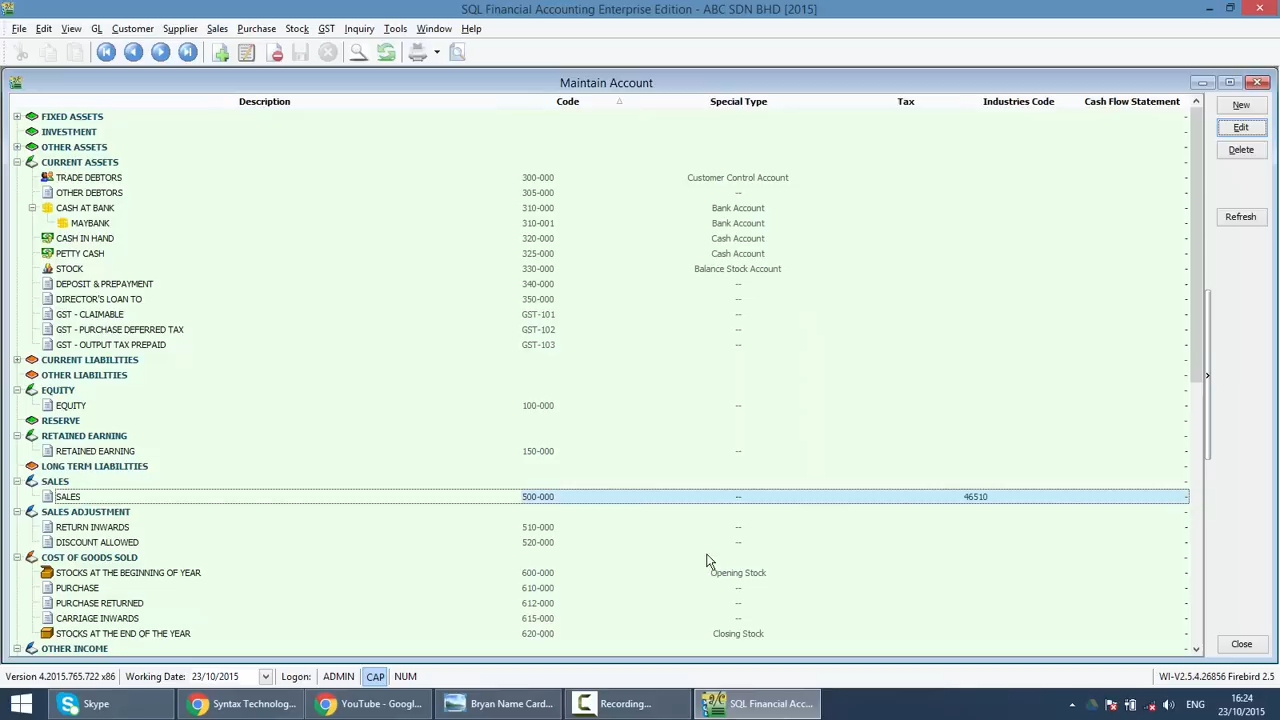 SQL Financial Accounting Enterprise Edition - ABC SDN BHD [2015]
File Edit View GL Customer Supplier Sales Purchase Stock GST Inquiry Tools Window Help
Maintain Account
Description Code Special Type Tax Industries Code Cash Flow Statement
New
FIXED ASSETS -
INVESTMENT -
Edit
OTHER ASSETS -
Delete
CURRENT ASSETS -
TRADE DEBTORS 300-000 Customer Control Account -
OTHER DEBTORS 305-000 -- -
CASH AT BANK 310-000 Bank Account -
Refresh
MAYBANK 310-001 Bank Account -
CASH IN HAND 320-000 Cash Account -
PETTY CASH 325-000 Cash Account -
STOCK 330-000 Balance Stock Account -
DEPOSIT & PREPAYMENT 340-000 -- -
DIRECTOR'S LOAN TO 350-000 -- -
GST - CLAIMABLE GST-101 -- -
GST - PURCHASE DEFERRED TAX GST-102 -- -
GST - OUTPUT TAX PREPAID GST-103 -- -
CURRENT LIABILITIES -
OTHER LIABILITIES -
EQUITY -
EQUITY 100-000 -- -
RESERVE -
RETAINED EARNING -
RETAINED EARNING 150-000 -- -
LONG TERM LIABILITIES -
SALES -
SALES 500-000 -- 46510 -
SALES ADJUSTMENT -
RETURN INWARDS 510-000 -- -
DISCOUNT ALLOWED 520-000 -- -
COST OF GOODS SOLD -
STOCKS AT THE BEGINNING OF YEAR 600-000 Opening Stock -
PURCHASE 610-000 -- -
PURCHASE RETURNED 612-000 -- -
CARRIAGE INWARDS 615-000 -- -
STOCKS AT THE END OF THE YEAR 620-000 Closing Stock -
OTHER INCOME -
Close
Version 4.2015.765.722 x86 Working Date: 23/10/2015 Logon: ADMIN CAP NUM WI-V2.5.4.26856 Firebird 2.5
Skype Syntax Technolog... YouTube - Googl... Bryan Name Card... Recording... SQL Financial Acc... ENG 16:24
23/10/2015